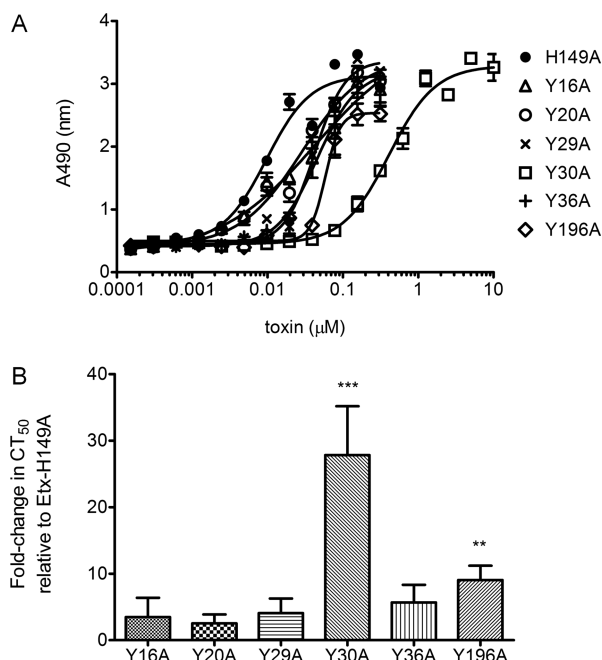 A
4
3
2
1
0
A490 (nm)
0.0001
0.001
0.01
0.1
1
10
toxin (μM)
H149A
Y16A
Y20A
Y29A
Y30A
Y36A
Y196A
B
40
30
20
10
0
Fold-change in CT50
relative to Etx-H149A
***
**
Y16A
Y20A
Y29A
Y30A
Y36A
Y196A